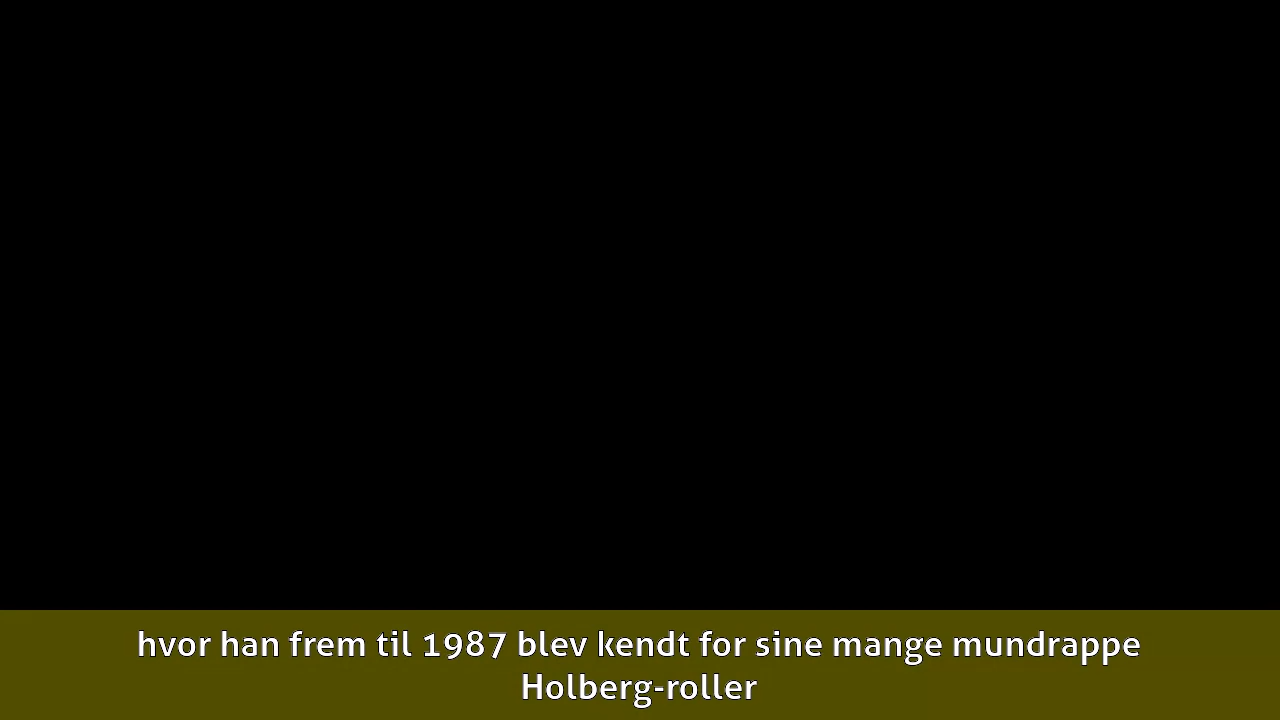 hvor han frem til 1987 blev kendt for sine mange mundrappe
Holberg-roller